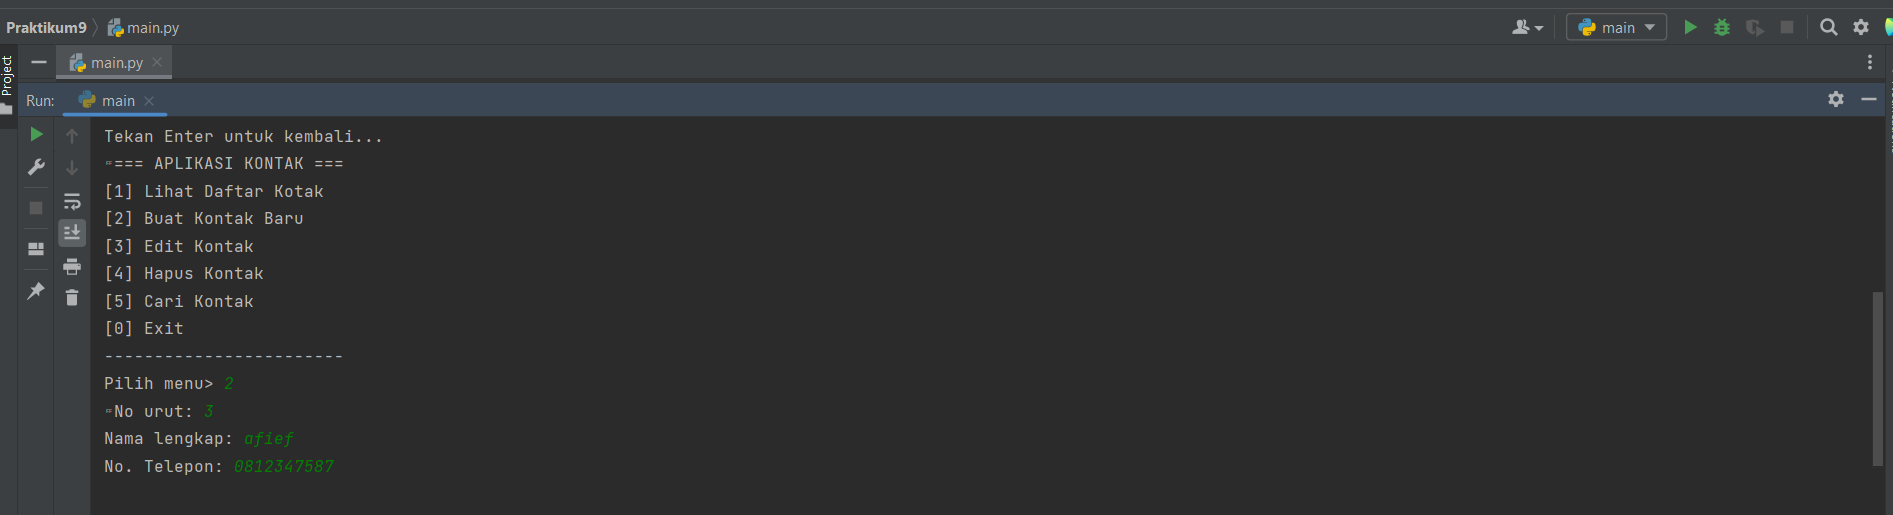 Praktikum9 main.py
main
Project
main.py
Run: main
Tekan Enter untuk kembali...
=== APLIKASI KONTAK ===
[1] Lihat Daftar Kotak
[2] Buat Kontak Baru
[3] Edit Kontak
[4] Hapus Kontak
[5] Cari Kontak
[0] Exit
------------------------
Pilih menu> 2
No urut: 3
Nama lengkap: afief
No. Telepon: 0812347587